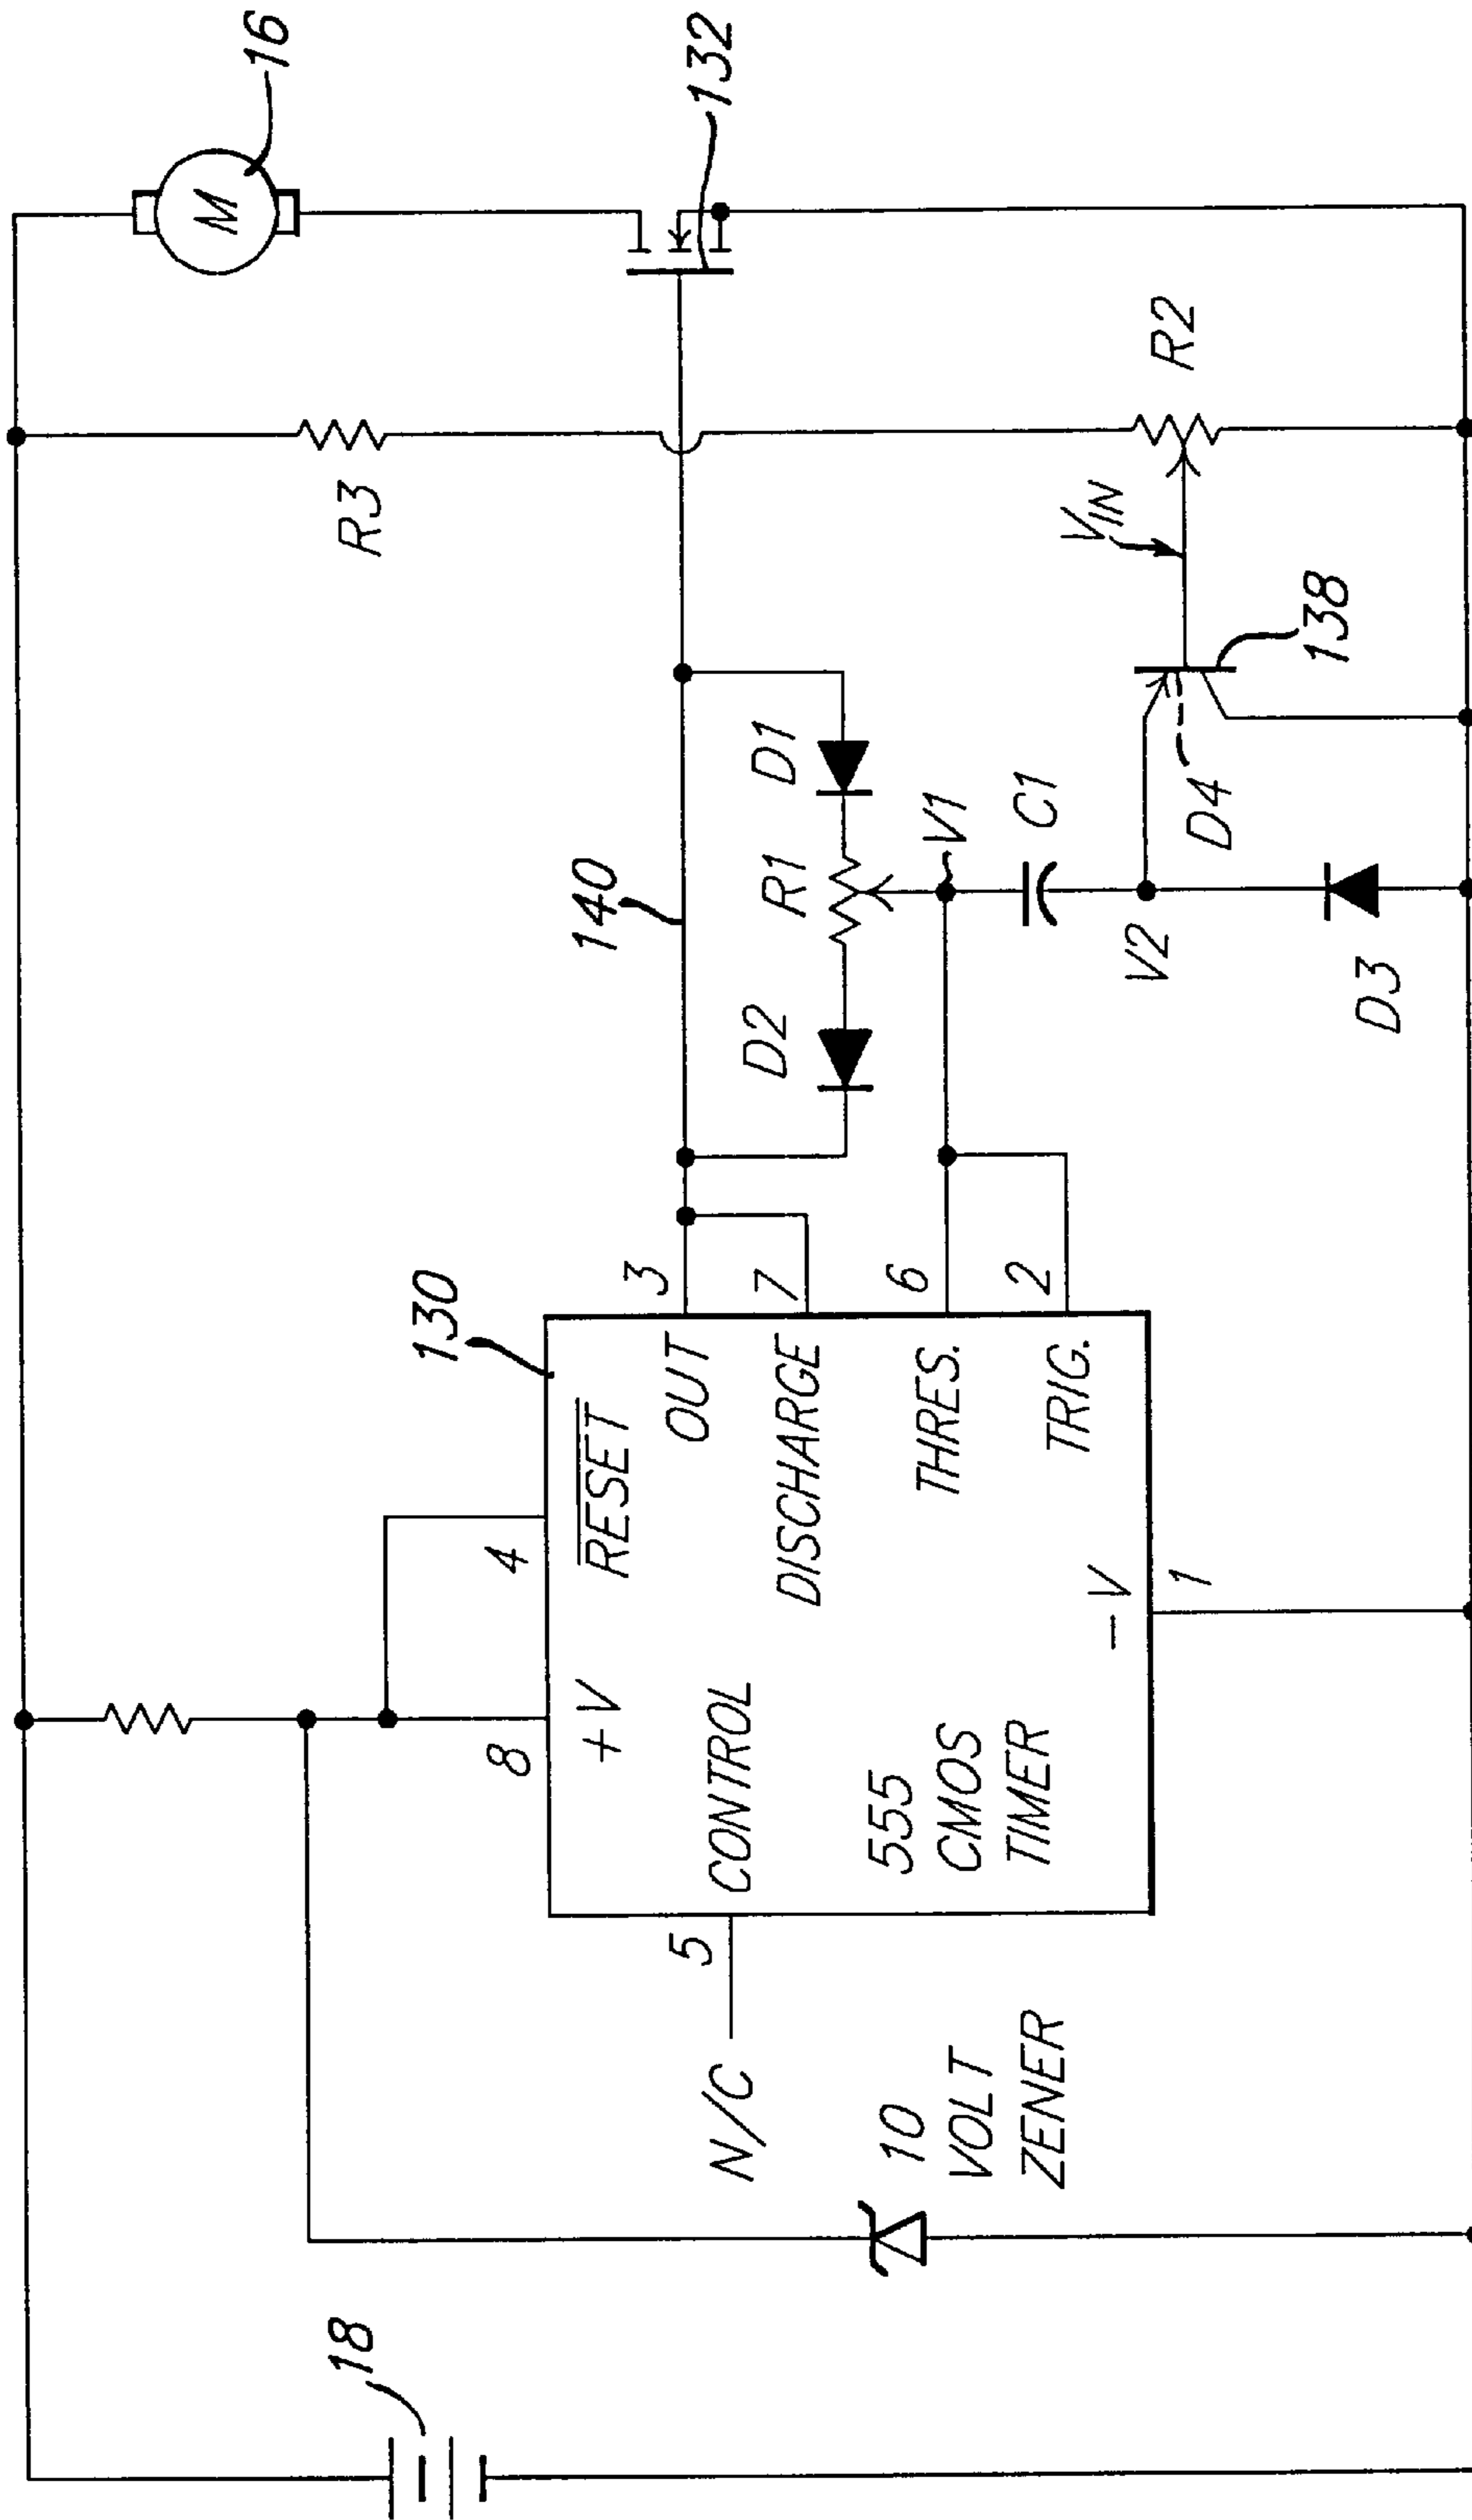 18
10
VOLT
ZENER
N/C
5
CONTROL
555
CMOS
TIMER
8
+V
4
RESET
130
OUT
DISCHARGE
THRES.
TRIG.
-V
1
3
7
6
2
140
D2
R1
D1
V1
C1
V2
D3
D4
138
VIN
R3
R2
16
M
132